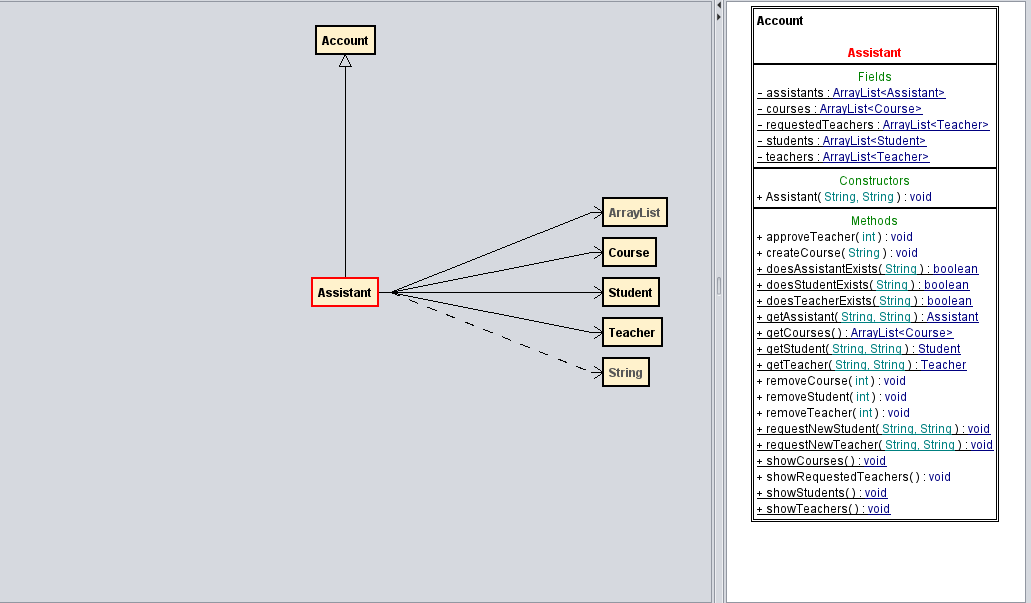 Account
ArrayList
Course
Assistant
Student
Teacher
String
Account
Assistant
Fields
- assistants : ArrayList<Assistant>
- courses : ArrayList<Course>
- requestedTeachers : ArrayList<Teacher>
- students : ArrayList<Student>
- teachers : ArrayList<Teacher>
Constructors
+ Assistant( String, String ) : void
Methods
+ approveTeacher( int ) : void
+ createCourse( String ) : void
+ doesAssistantExists( String ) : boolean
+ doesStudentExists( String ) : boolean
+ doesTeacherExists( String ) : boolean
+ getAssistant( String, String ) : Assistant
+ getCourses( ) : ArrayList<Course>
+ getStudent( String, String ) : Student
+ getTeacher( String, String ) : Teacher
+ removeCourse( int ) : void
+ removeStudent( int ) : void
+ removeTeacher( int ) : void
+ requestNewStudent( String, String ) : void
+ requestNewTeacher( String, String ) : void
+ showCourses( ) : void
+ showRequestedTeachers( ) : void
+ showStudents( ) : void
+ showTeachers( ) : void